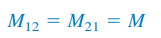 M₁₂ = M₂₁ = M